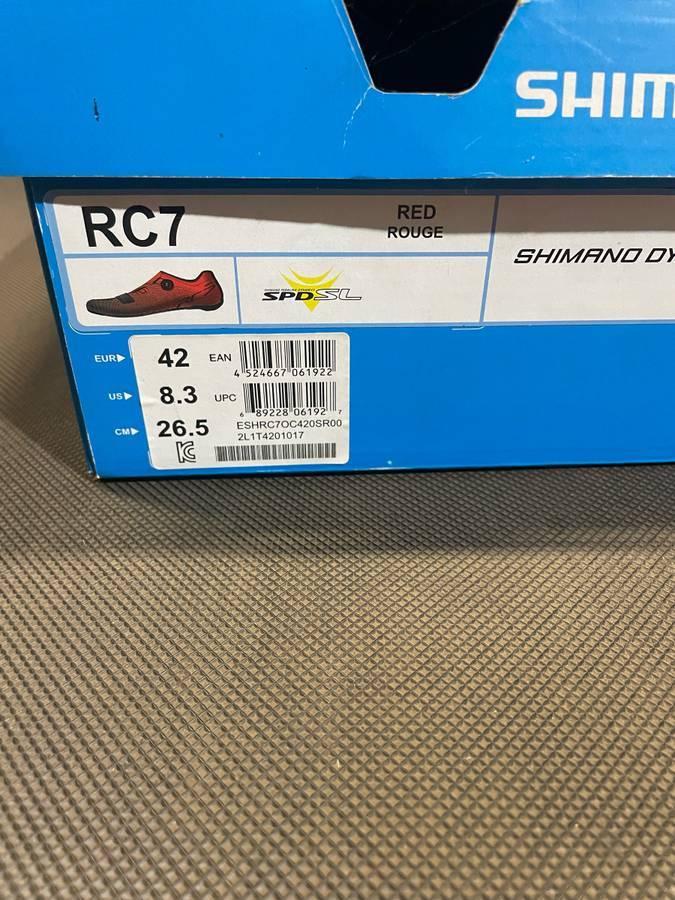 SHIM
RC7
RED
ROUGE
SHIMANO DY
SPD-SL
EUR 42 EAN
4 524667 061922
US 8.3 UPC
6 89228 06192 7
CM 26.5
ESHRC7OC420SR00
2L1T4201017